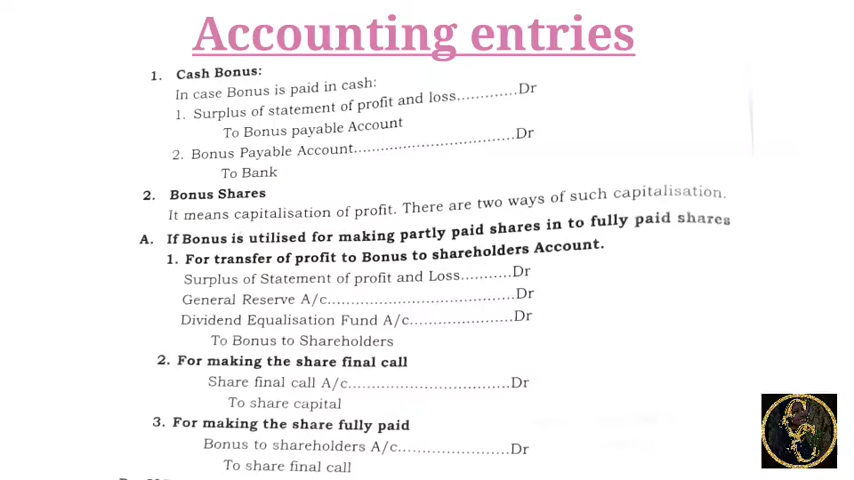 Accounting entries
1. Cash Bonus:
In case Bonus is paid in cash:
1. Surplus of statement of profit and loss.............Dr
To Bonus payable Account
2. Bonus Payable Account..................................Dr
To Bank
2. Bonus Shares
It means capitalisation of profit. There are two ways of such capitalisation.
A. If Bonus is utilised for making partly paid shares in to fully paid shares
1. For transfer of profit to Bonus to shareholders Account.
Surplus of Statement of profit and Loss..........Dr
General Reserve A/c.......................................Dr
Dividend Equalisation Fund A/c......................Dr
To Bonus to Shareholders
2. For making the share final call
Share final call A/c..................................Dr
To share capital
3. For making the share fully paid
Bonus to shareholders A/c.......................Dr
To share final call